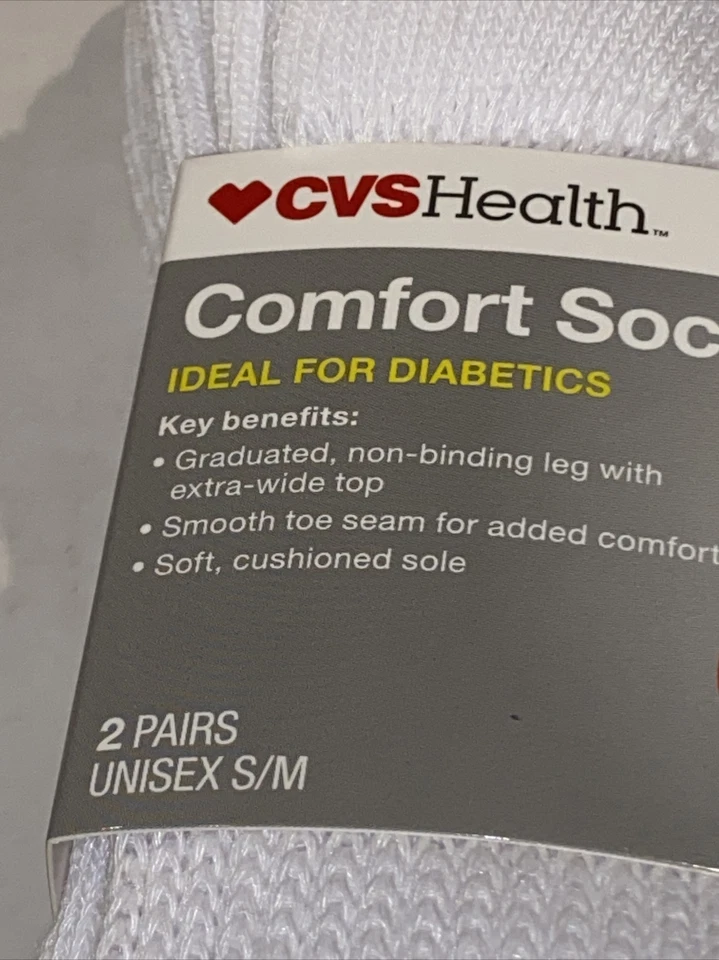 CVSHealth™
Comfort Soc
IDEAL FOR DIABETICS
Key benefits:
• Graduated, non-binding leg with
extra-wide top
• Smooth toe seam for added comfort
• Soft, cushioned sole
2 PAIRS
UNISEX S/M